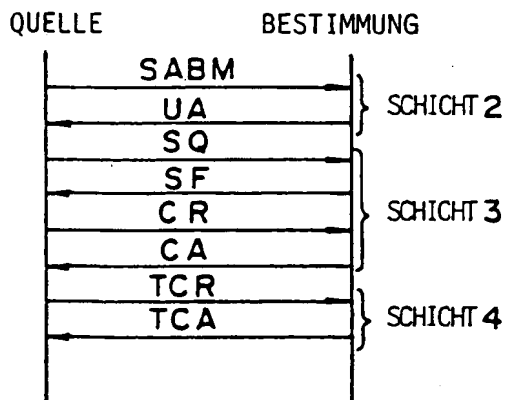 QUELLE BESTIMMUNG
SABM
UA SCHICHT 2
SQ
SF
CR SCHICHT 3
CA
TCR
TCA SCHICHT 4